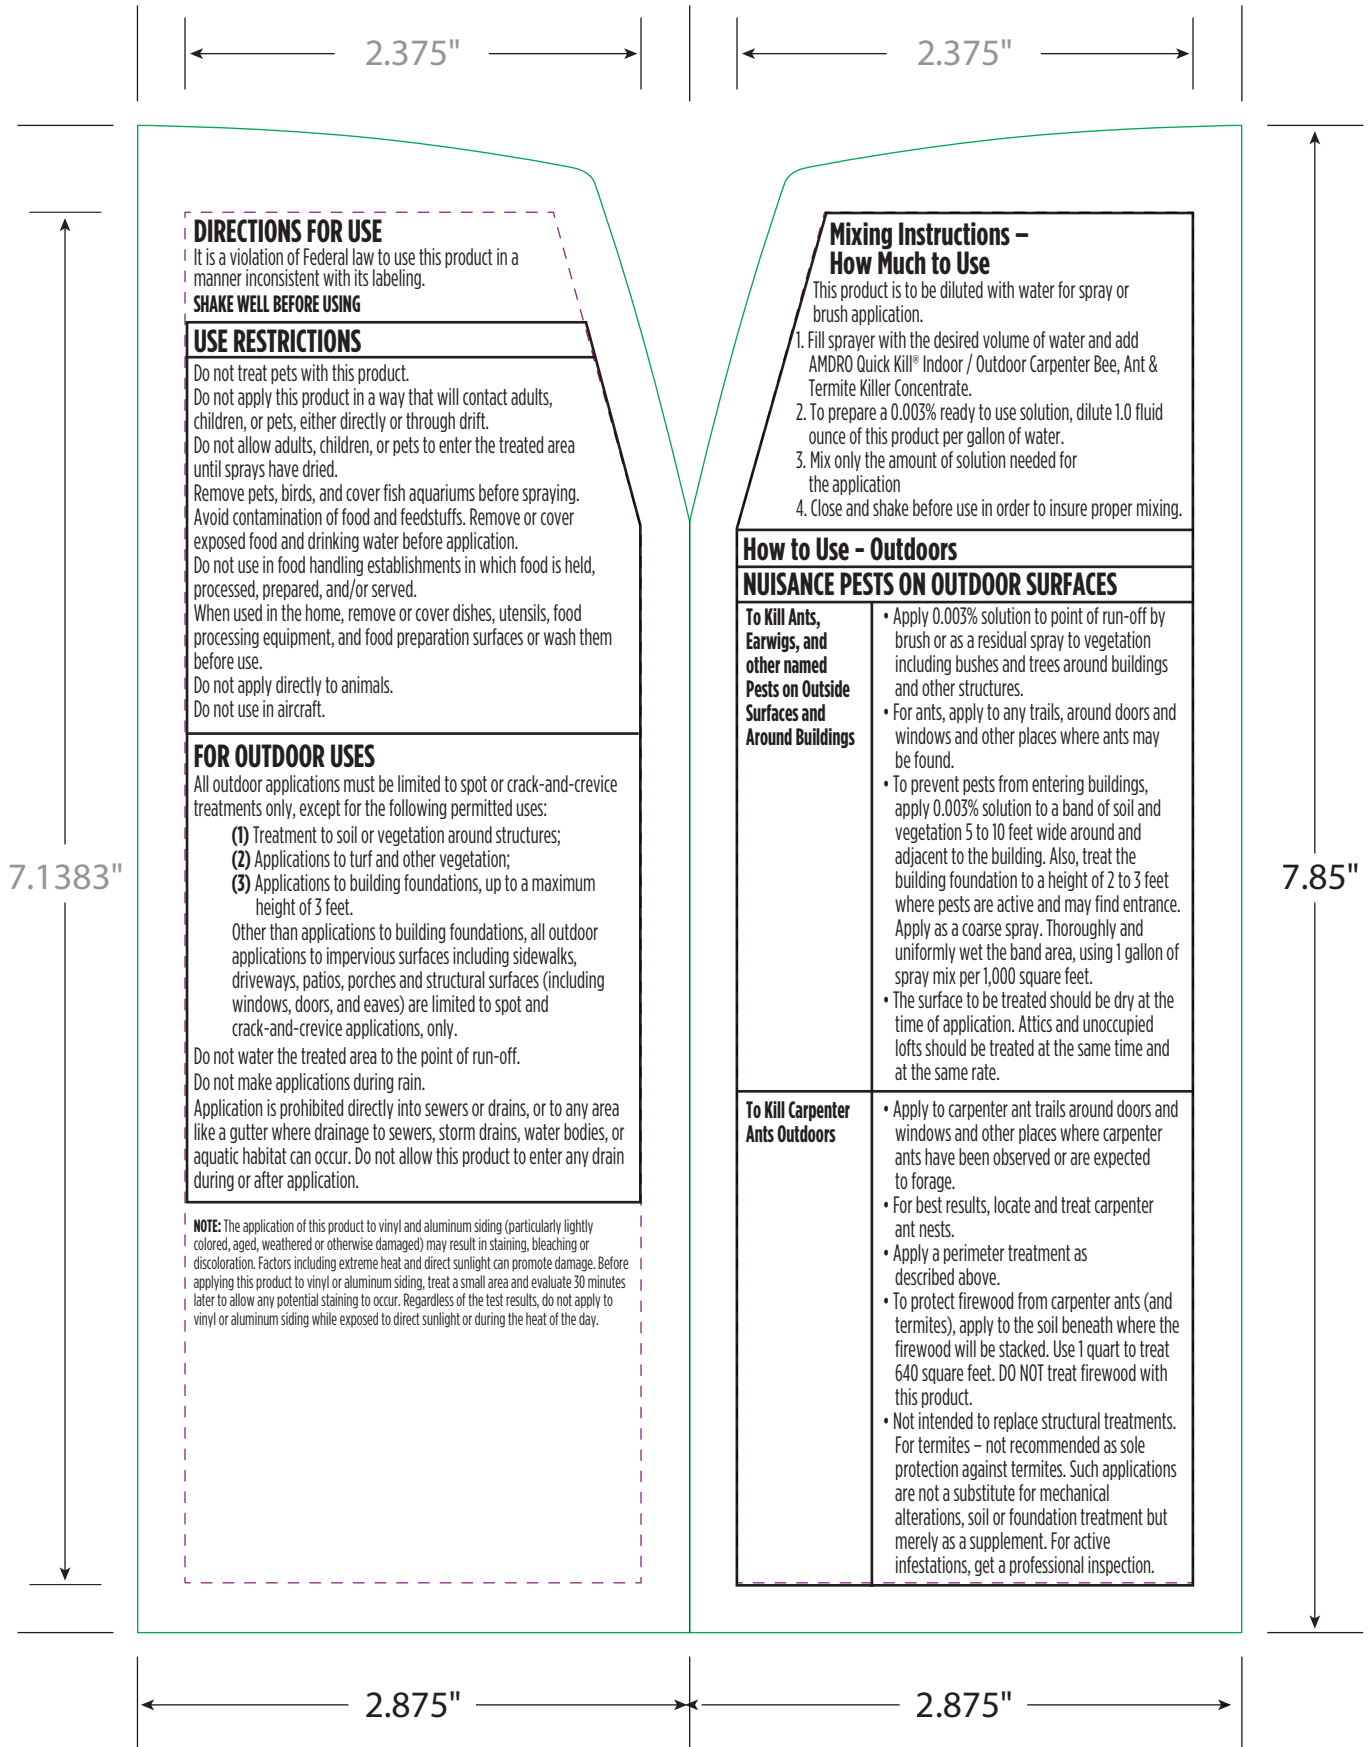 2.375"
2.375"
DIRECTIONS FOR USE
It is a violation of Federal law to use this product in a
manner inconsistent with its labeling.
SHAKE WELL BEFORE USING
USE RESTRICTIONS
Do not treat pets with this product.
Do not apply this product in a way that will contact adults,
children, or pets, either directly or through drift.
Do not allow adults, children, or pets to enter the treated area
until sprays have dried.
Remove pets, birds, and cover fish aquariums before spraying.
Avoid contamination of food and feedstuffs. Remove or cover
exposed food and drinking water before application.
Do not use in food handling establishments in which food is held,
processed, prepared, and/or served.
When used in the home, remove or cover dishes, utensils, food
processing equipment, and food preparation surfaces or wash them
before use.
Do not apply directly to animals.
Do not use in aircraft.
FOR OUTDOOR USES
All outdoor applications must be limited to spot or crack-and-crevice
treatments only, except for the following permitted uses:
(1) Treatment to soil or vegetation around structures;
(2) Applications to turf and other vegetation;
(3) Applications to building foundations, up to a maximum
height of 3 feet.
Other than applications to building foundations, all outdoor
applications to impervious surfaces including sidewalks,
driveways, patios, porches and structural surfaces (including
windows, doors, and eaves) are limited to spot and
crack-and-crevice applications, only.
Do not water the treated area to the point of run-off.
Do not make applications during rain.
Application is prohibited directly into sewers or drains, or to any area
like a gutter where drainage to sewers, storm drains, water bodies, or
aquatic habitat can occur. Do not allow this product to enter any drain
during or after application.
NOTE: The application of this product to vinyl and aluminum siding (particularly lightly
colored, aged, weathered or otherwise damaged) may result in staining, bleaching or
discoloration. Factors including extreme heat and direct sunlight can promote damage. Before
applying this product to vinyl or aluminum siding, treat a small area and evaluate 30 minutes
later to allow any potential staining to occur. Regardless of the test results, do not apply to
vinyl or aluminum siding while exposed to direct sunlight or during the heat of the day.
7.1383"
Mixing Instructions –
How Much to Use
This product is to be diluted with water for spray or
brush application.
1. Fill sprayer with the desired volume of water and add
AMDRO Quick Kill® Indoor / Outdoor Carpenter Bee, Ant &
Termite Killer Concentrate.
2. To prepare a 0.003% ready to use solution, dilute 1.0 fluid
ounce of this product per gallon of water.
3. Mix only the amount of solution needed for
the application
4. Close and shake before use in order to insure proper mixing.
How to Use - Outdoors
NUISANCE PESTS ON OUTDOOR SURFACES
To Kill Ants,
Earwigs, and
other named
Pests on Outside
Surfaces and
Around Buildings
• Apply 0.003% solution to point of run-off by
brush or as a residual spray to vegetation
including bushes and trees around buildings
and other structures.
• For ants, apply to any trails, around doors and
windows and other places where ants may
be found.
• To prevent pests from entering buildings,
apply 0.003% solution to a band of soil and
vegetation 5 to 10 feet wide around and
adjacent to the building. Also, treat the
building foundation to a height of 2 to 3 feet
where pests are active and may find entrance.
Apply as a coarse spray. Thoroughly and
uniformly wet the band area, using 1 gallon of
spray mix per 1,000 square feet.
• The surface to be treated should be dry at the
time of application. Attics and unoccupied
lofts should be treated at the same time and
at the same rate.
To Kill Carpenter
Ants Outdoors
• Apply to carpenter ant trails around doors and
windows and other places where carpenter
ants have been observed or are expected
to forage.
• For best results, locate and treat carpenter
ant nests.
• Apply a perimeter treatment as
described above.
• To protect firewood from carpenter ants (and
termites), apply to the soil beneath where the
firewood will be stacked. Use 1 quart to treat
640 square feet. DO NOT treat firewood with
this product.
• Not intended to replace structural treatments.
For termites – not recommended as sole
protection against termites. Such applications
are not a substitute for mechanical
alterations, soil or foundation treatment but
merely as a supplement. For active
infestations, get a professional inspection.
7.85"
2.875"
2.875"